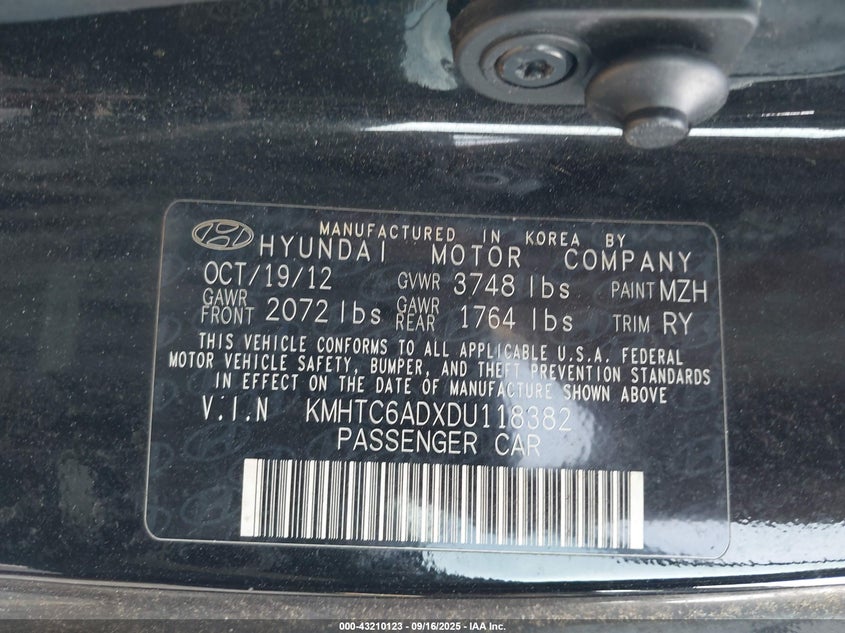 MANUFACTURED IN KOREA BY
HYUNDAI MOTOR COMPANY
OCT/19/12 GVWR 3748 lbs PAINT MZH
GAWR FRONT 2072 lbs GAWR REAR 1764 lbs TRIM RY
THIS VEHICLE CONFORMS TO ALL APPLICABLE U.S.A. FEDERAL
MOTOR VEHICLE SAFETY, BUMPER, AND THEFT PREVENTION STANDARDS
IN EFFECT ON THE DATE OF MANUFACTURE SHOWN ABOVE
V.I.N KMHTC6ADXDU118382
PASSENGER CAR
000-43210123 - 09/16/2025 - IAA Inc.